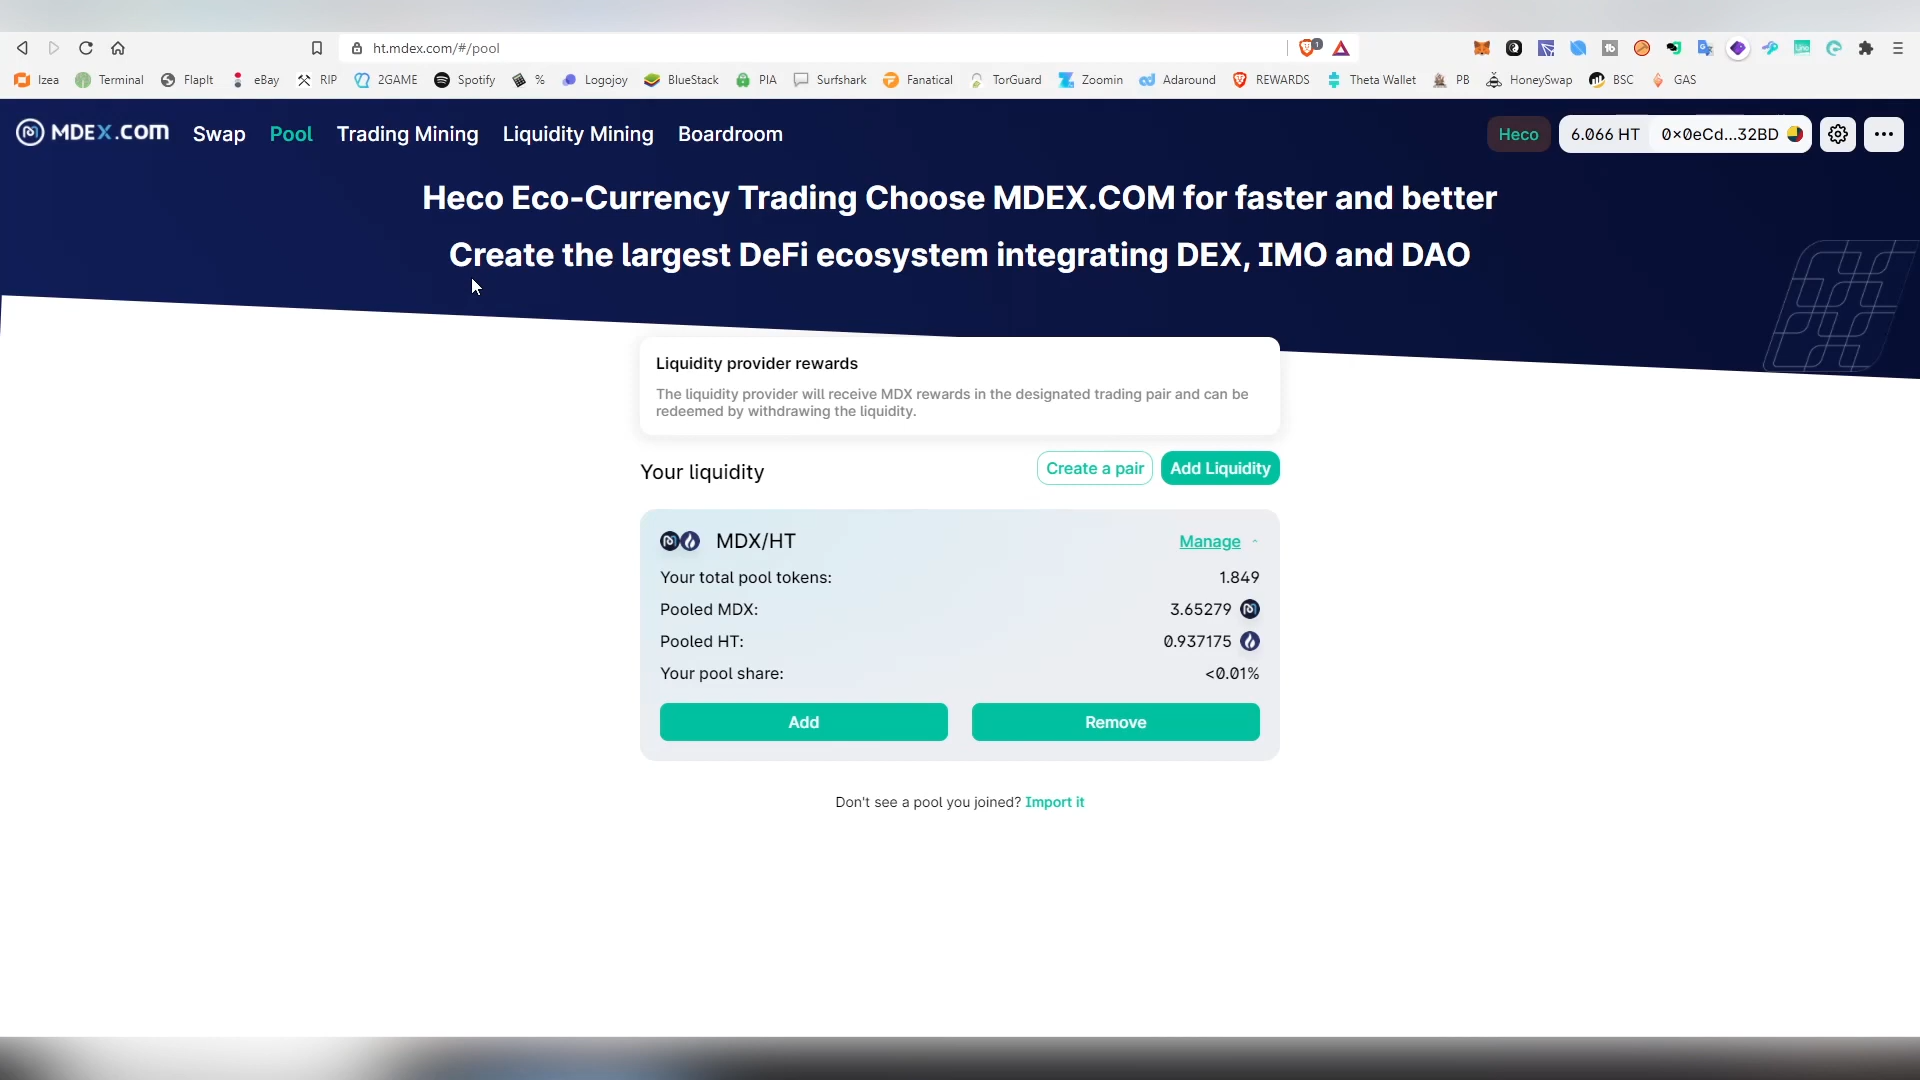 ht.mdex.com/#/pool
1
Izea Terminal FlapIt eBay RIP 2GAME Spotify % Logojoy BlueStack PIA Surfshark Fanatical TorGuard Zoomin Adaround REWARDS Theta Wallet PB HoneySwap BSC GAS
MDEX.COM Swap Pool Trading Mining Liquidity Mining Boardroom Heco 6.066 HT 0x0eCd...32BD
Heco Eco-Currency Trading Choose MDEX.COM for faster and better
Create the largest DeFi ecosystem integrating DEX, IMO and DAO
Liquidity provider rewards
The liquidity provider will receive MDX rewards in the designated trading pair and can be
redeemed by withdrawing the liquidity.
Your liquidity Create a pair Add Liquidity
MDX/HT Manage
Your total pool tokens: 1.849
Pooled MDX: 3.65279
Pooled HT: 0.937175
Your pool share: <0.01%
Add Remove
Don't see a pool you joined? Import it